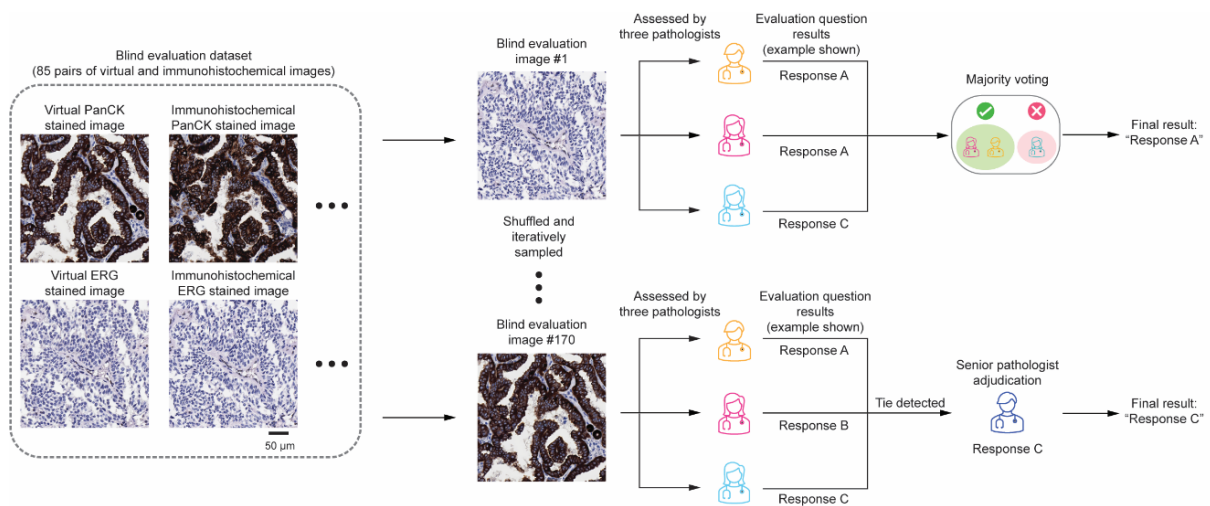 Blind evaluation dataset
(85 pairs of virtual and immunohistochemical images)
Virtual PanCK
stained image
Immunohistochemical
PanCK stained image
Virtual ERG
stained image
Immunohistochemical
ERG stained image
50 μm
Blind evaluation
image #1
Shuffled and
iteratively
sampled
Blind evaluation
image #170
Assessed by
three pathologists
Evaluation question
results
(example shown)
Response A
Response A
Response C
Majority voting
Final result:
“Response A”
Assessed by
three pathologists
Evaluation question
results
(example shown)
Response A
Response B
Response C
Tie detected
Senior pathologist
adjudication
Response C
Final result:
“Response C”